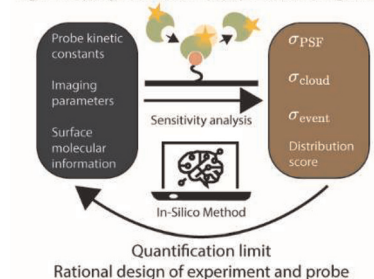 Probe kinetic
constants
Imaging
parameters
Surface
molecular
information
Sensitivity analysis
σPSF
σcloud
σevent
Distribution
score
In-Silico Method
Quantification limit
Rational design of experiment and probe